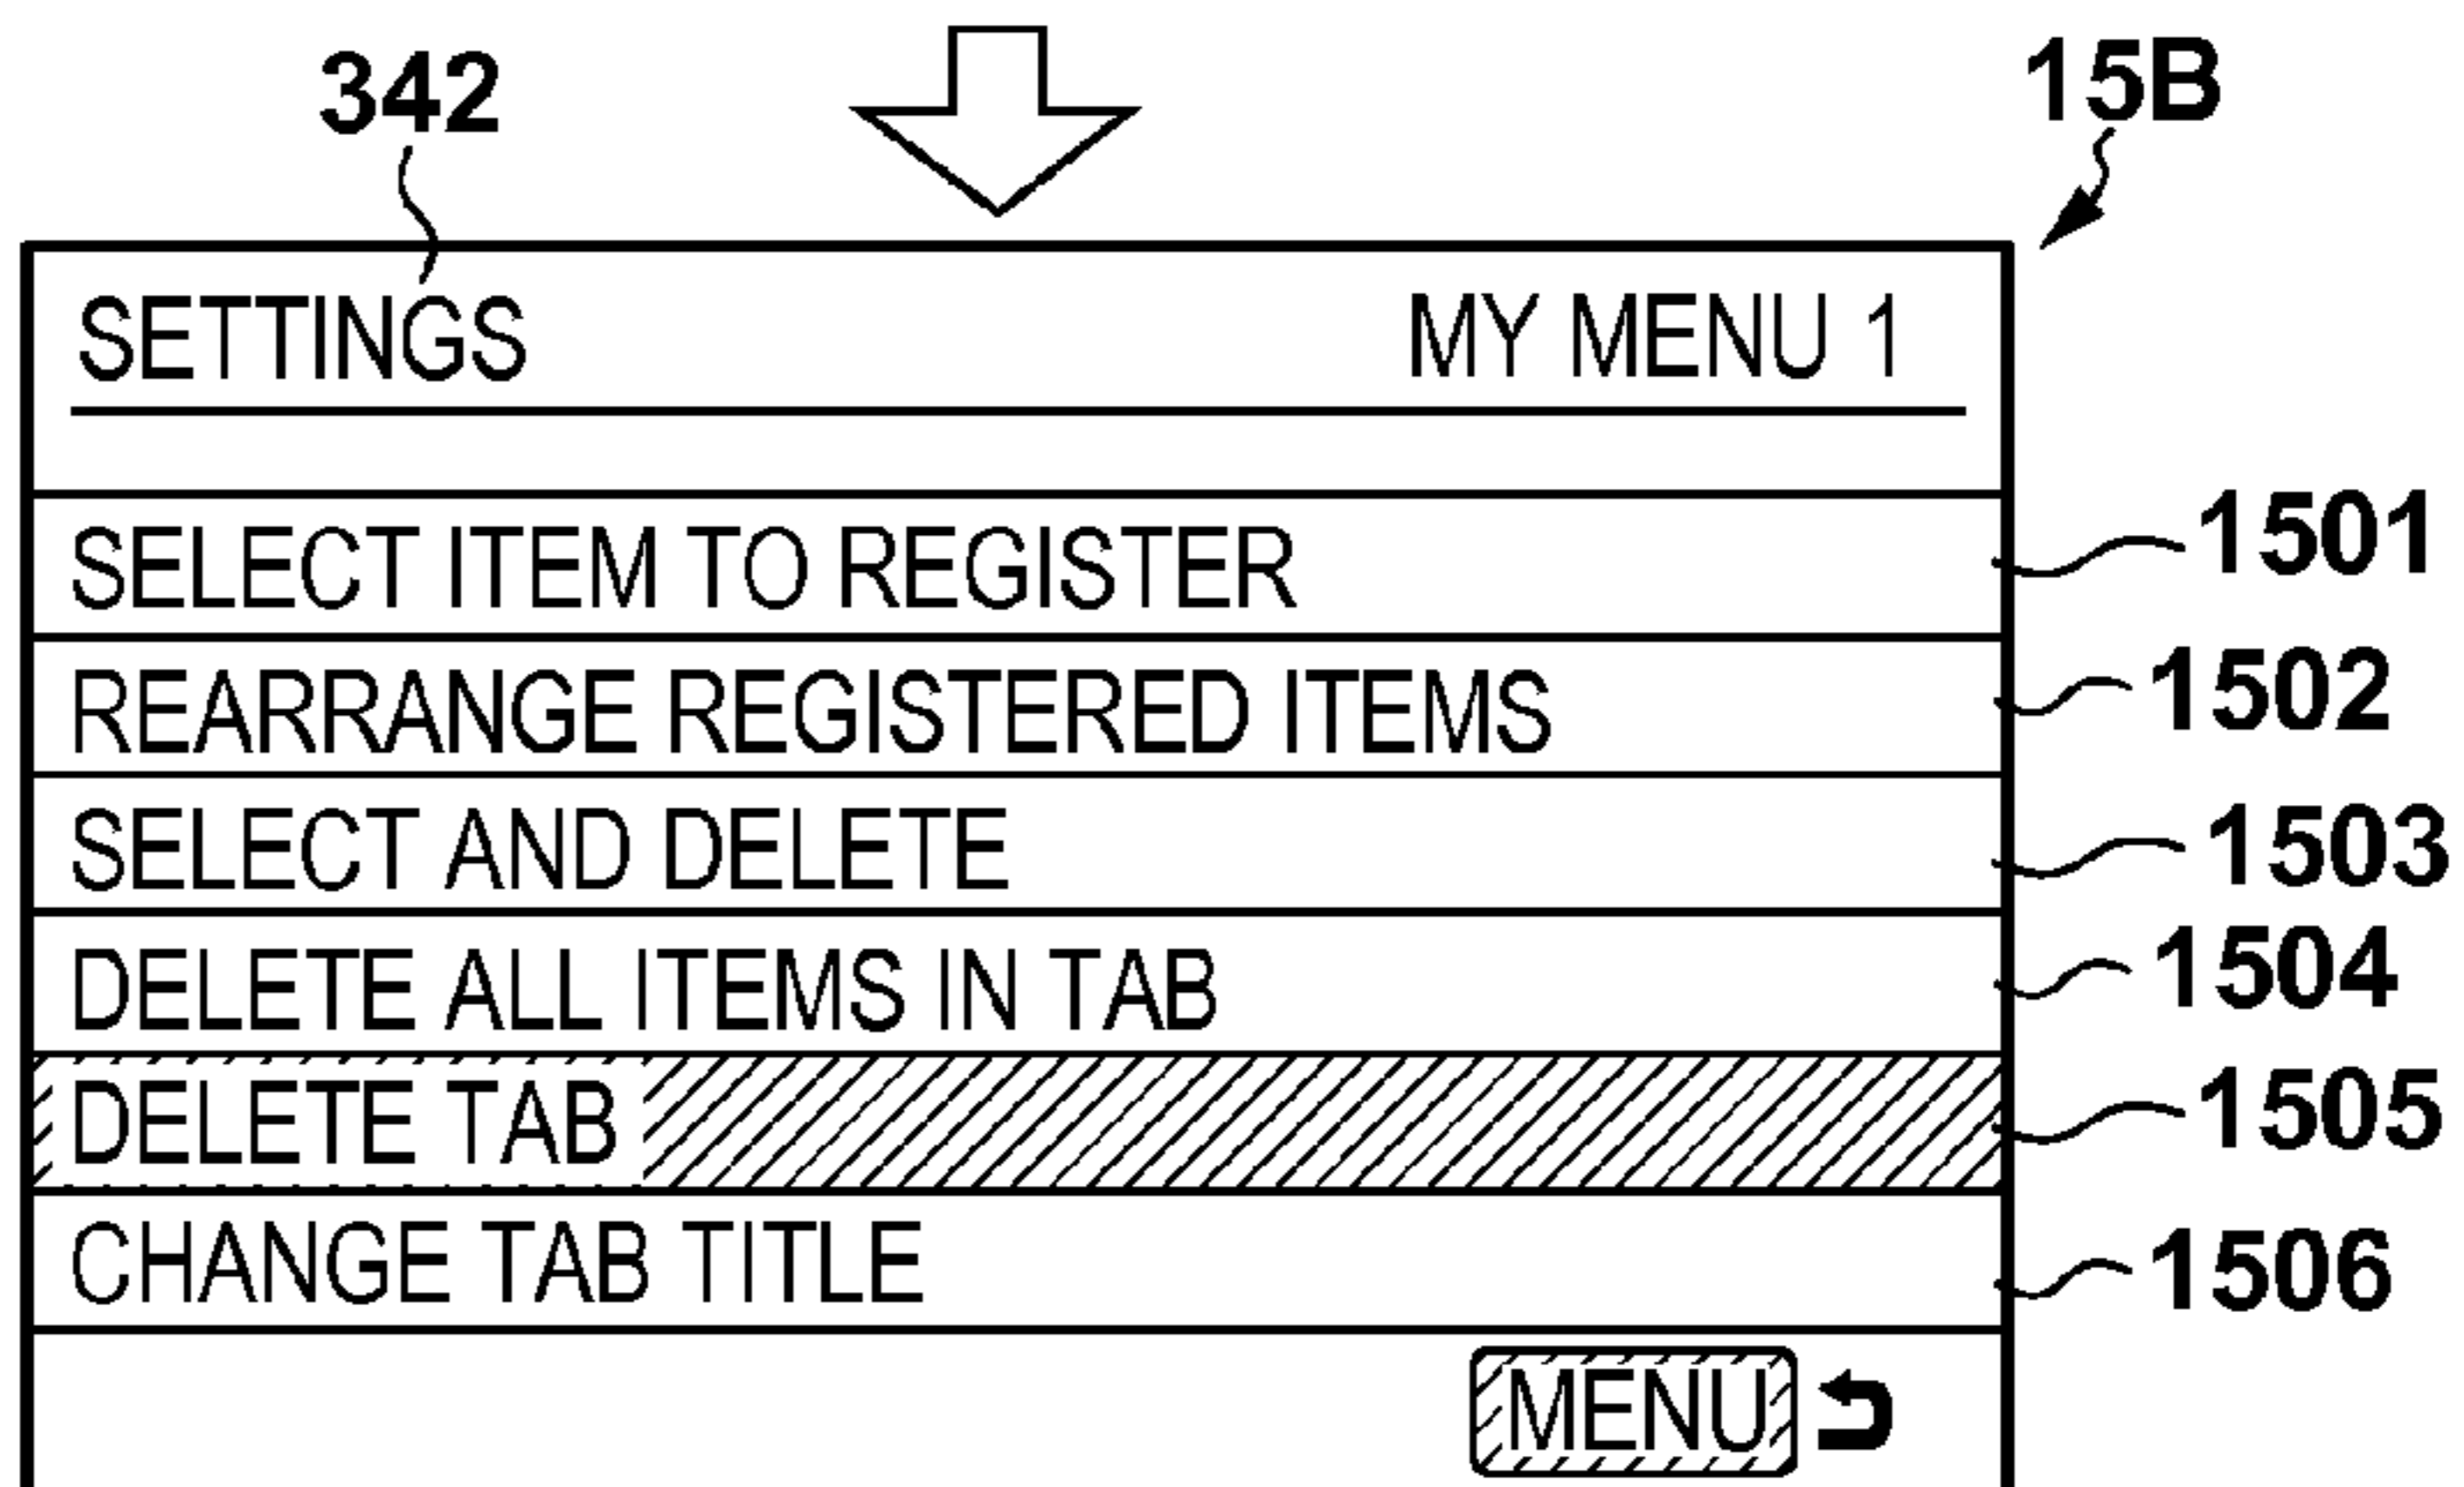 342
15B
SETTINGS MY MENU 1
SELECT ITEM TO REGISTER 1501
REARRANGE REGISTERED ITEMS 1502
SELECT AND DELETE 1503
DELETE ALL ITEMS IN TAB 1504
DELETE TAB 1505
CHANGE TAB TITLE 1506
MENU